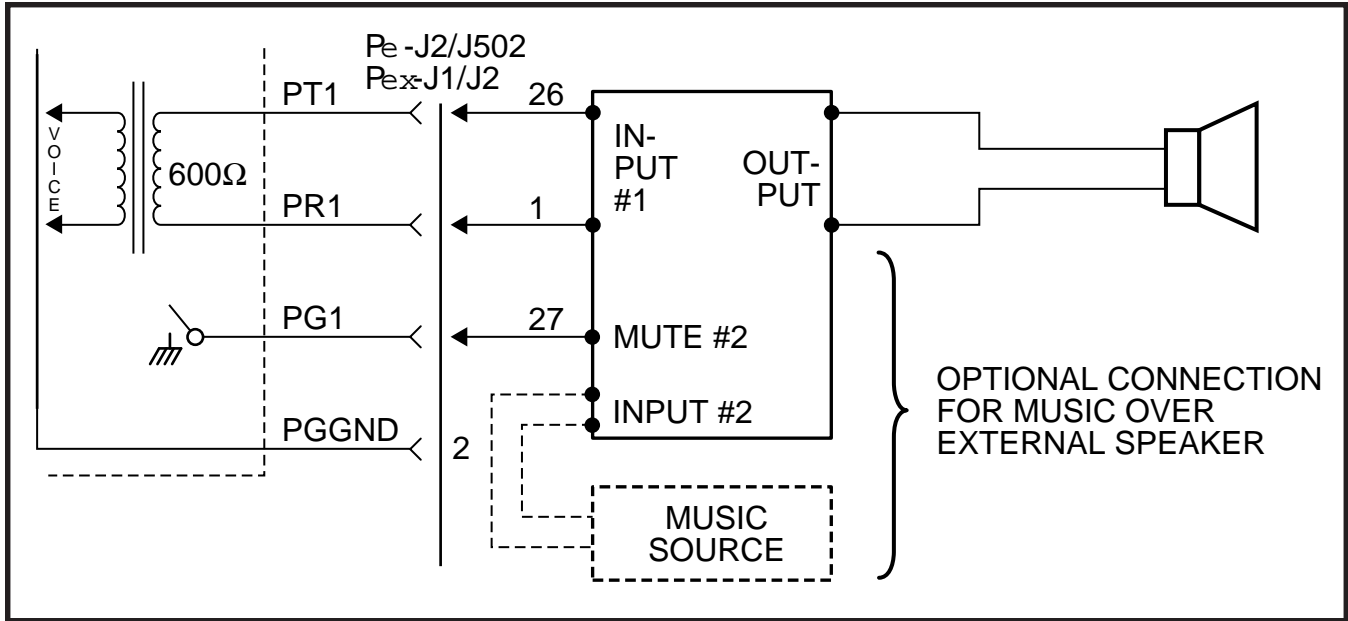 Pe -J2/J502
Pex-J1/J2
PT1
26
VOICE
600Ω
IN-
PUT
#1
OUT-
PUT
PR1
1
PG1
27
MUTE #2
INPUT #2
PGGND
2
OPTIONAL CONNECTION
FOR MUSIC OVER
EXTERNAL SPEAKER
MUSIC
SOURCE